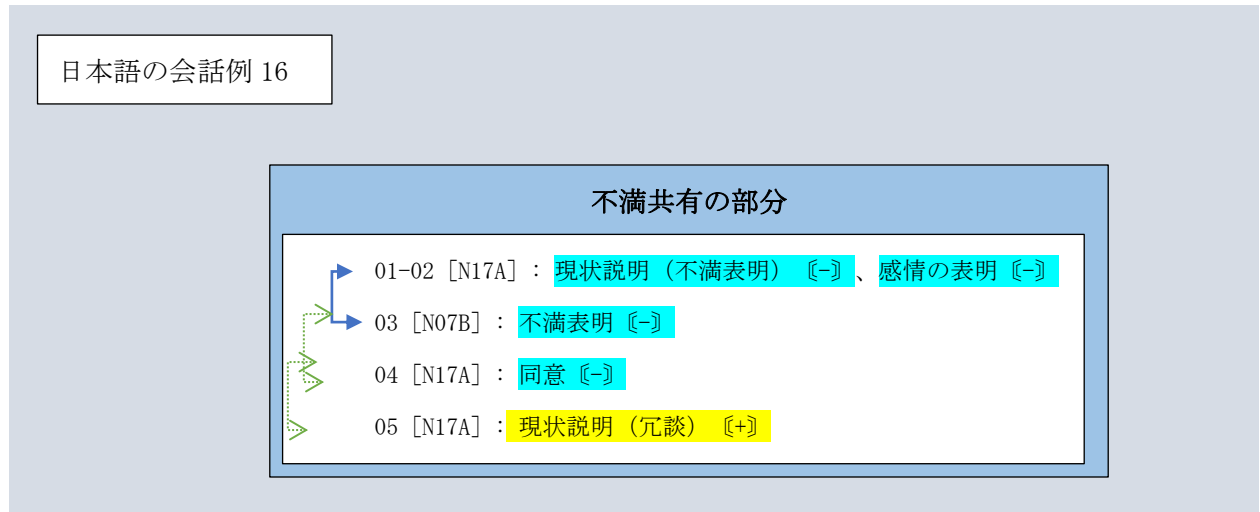 日本語の会話例 16
不満共有の部分
01-02［N17A］：現状説明（不満表明）〔-〕、感情の表明〔-〕
03［N07B］：不満表明〔-〕
04［N17A］：同意〔-〕
05［N17A］：現状説明（冗談）〔+〕